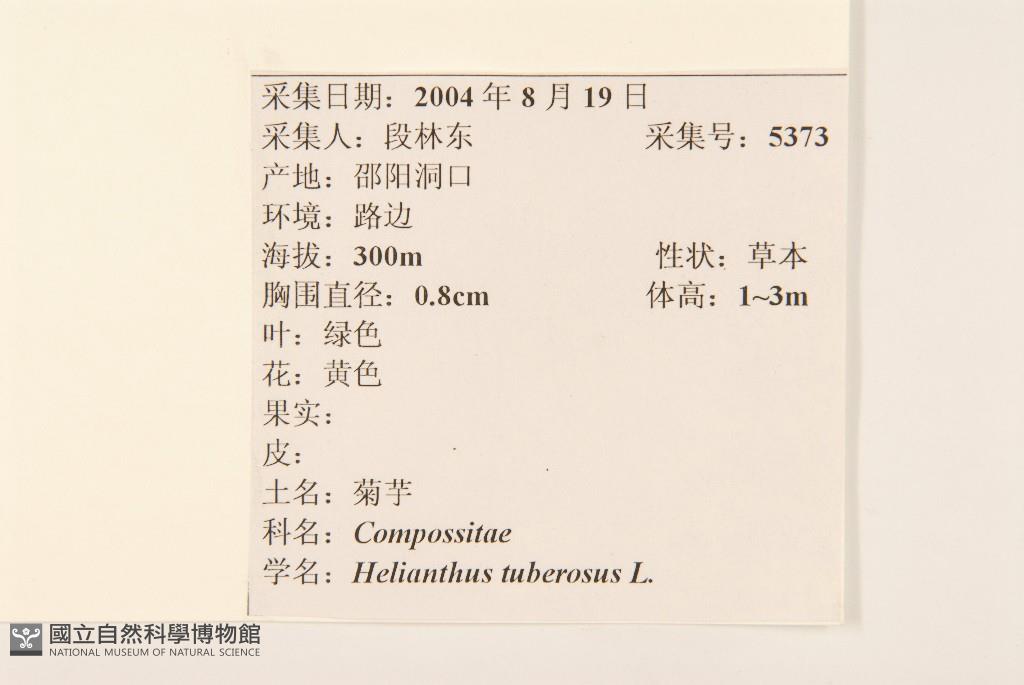 采集日期：2004 年 8 月 19 日
采集人：段林东 采集号：5373
产地：邵阳洞口
环境：路边
海拔：300m 性状：草本
胸围直径：0.8cm 体高：1~3m
叶：绿色
花：黄色
果实：
皮：
土名：菊芋
科名：Compossitae
学名：Helianthus tuberosus L.
國立自然科學博物館
NATIONAL MUSEUM OF NATURAL SCIENCE